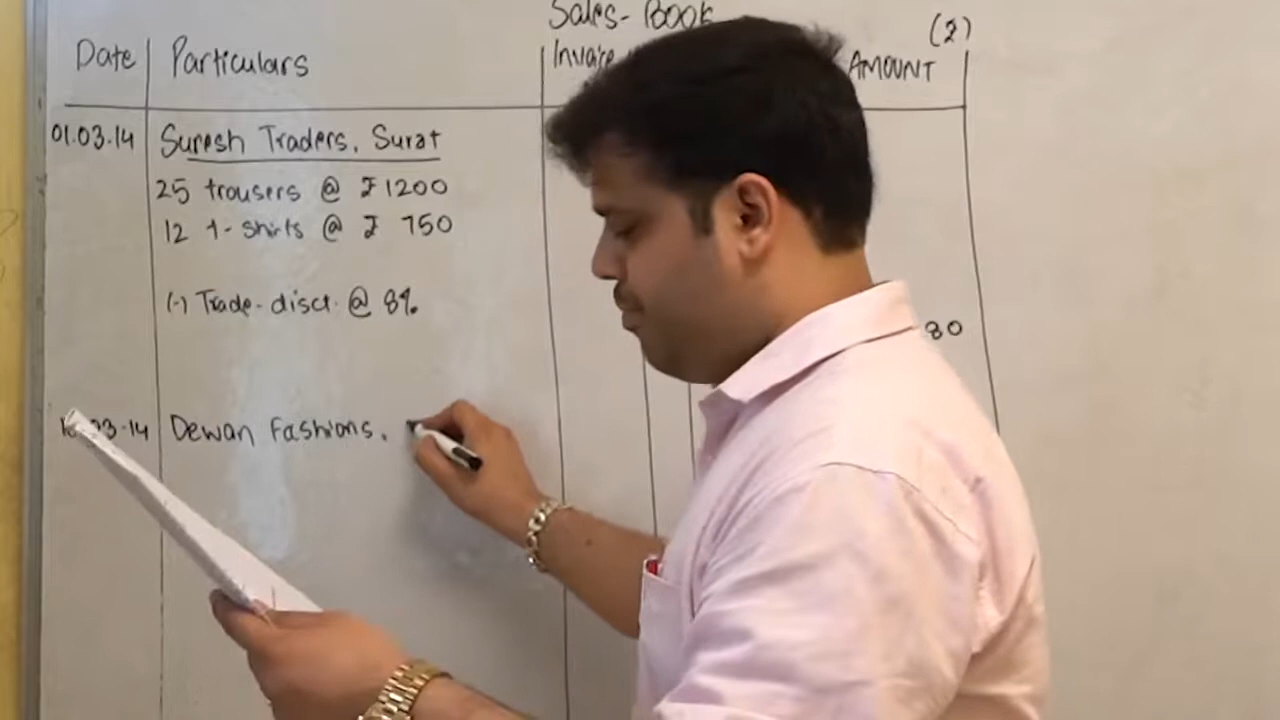 Sales-Book
Date Particulars Invoice AMOUNT (₹)
01.03.14 Suresh Traders, Surat
25 trousers @ ₹1200
12 t-shirts @ ₹ 750
(-) Trade-disct. @ 8%
80
03-14 Dewan Fashions,